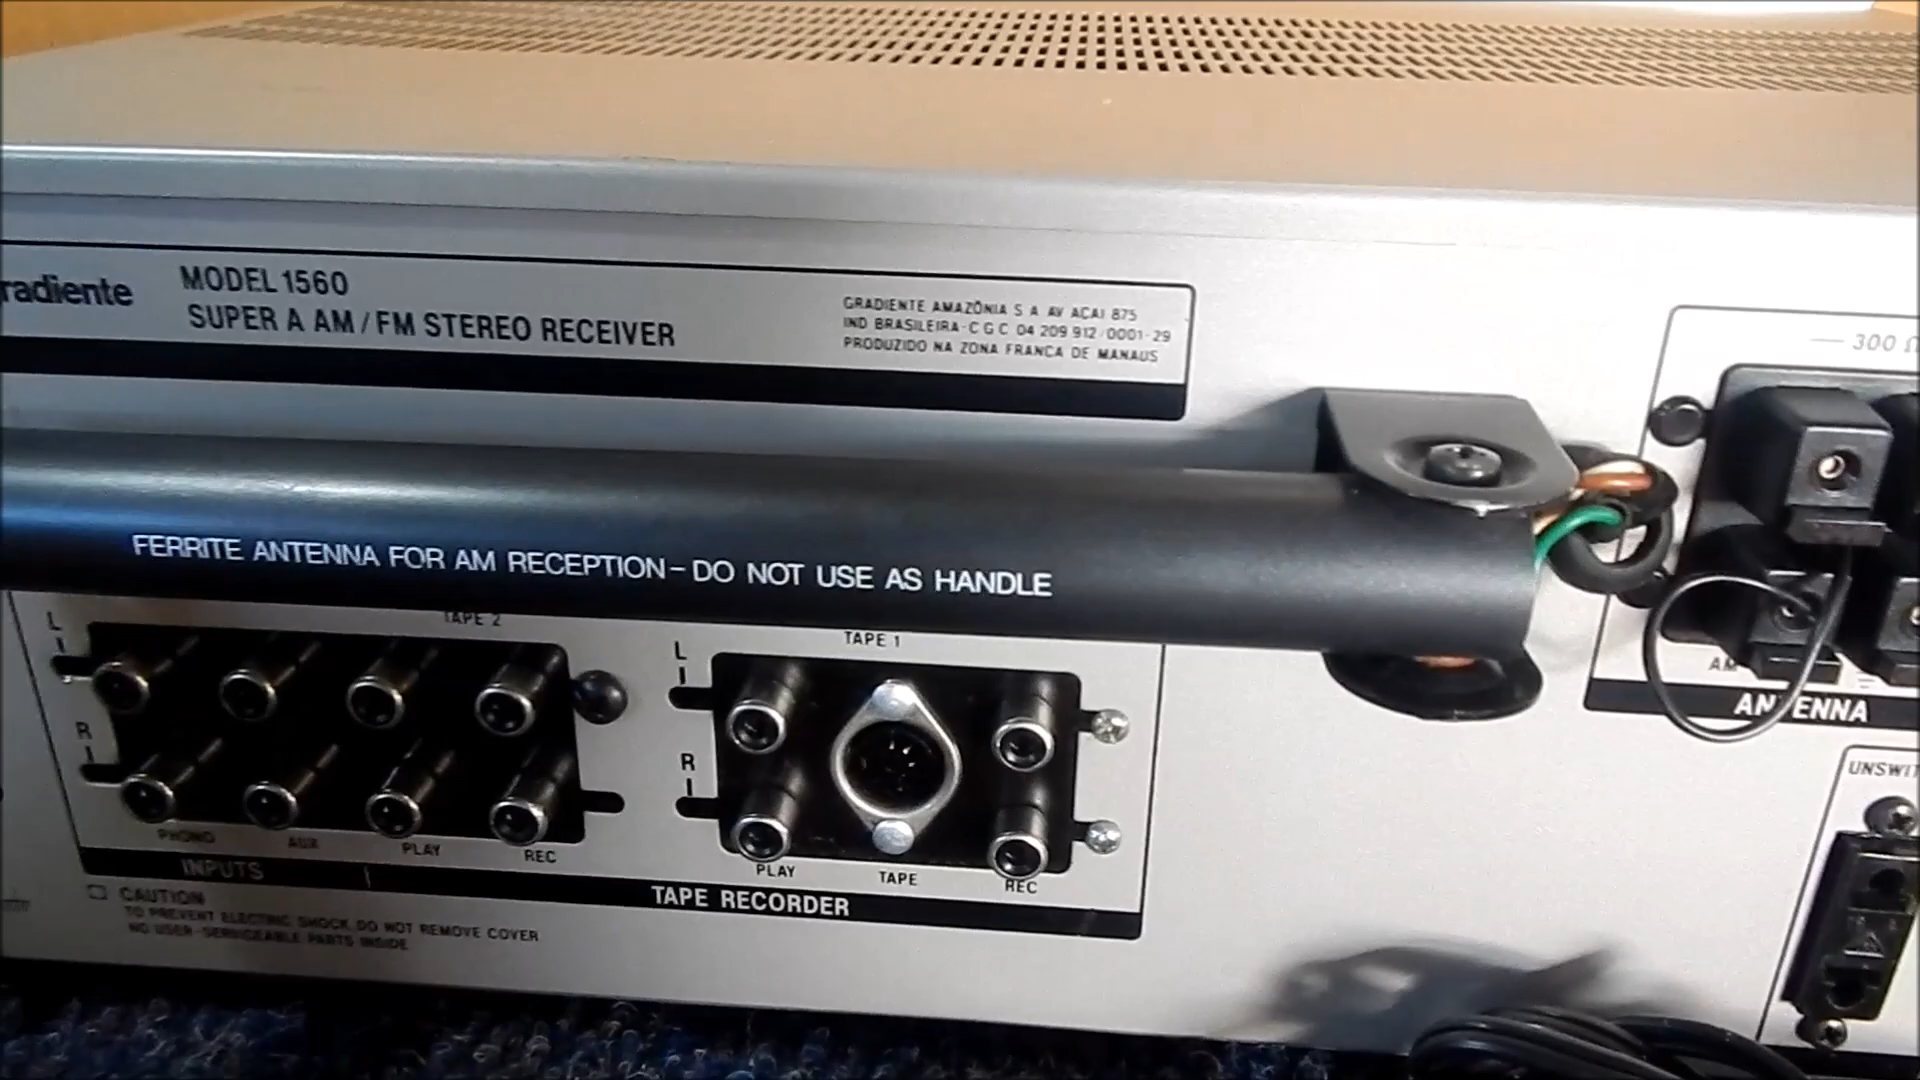 radiente
MODEL 1560
SUPER A AM / FM STEREO RECEIVER
GRADIENTE AMAZÔNIA S A AV ACAI 875
IND BRASILEIRA - C G C 04 209 912 / 0001 - 29
PRODUZIDO NA ZONA FRANCA DE MANAUS
300 Ω
FERRITE ANTENNA FOR AM RECEPTION - DO NOT USE AS HANDLE
TAPE 2
TAPE 1
L
L
R
R
PHONO
AUX
PLAY
REC
PLAY
TAPE
REC
INPUTS
TAPE RECORDER
AM
ANTENNA
UNSWIT
CAUTION
TO PREVENT ELECTRIC SHOCK, DO NOT REMOVE COVER
NO USER-SERVICEABLE PARTS INSIDE